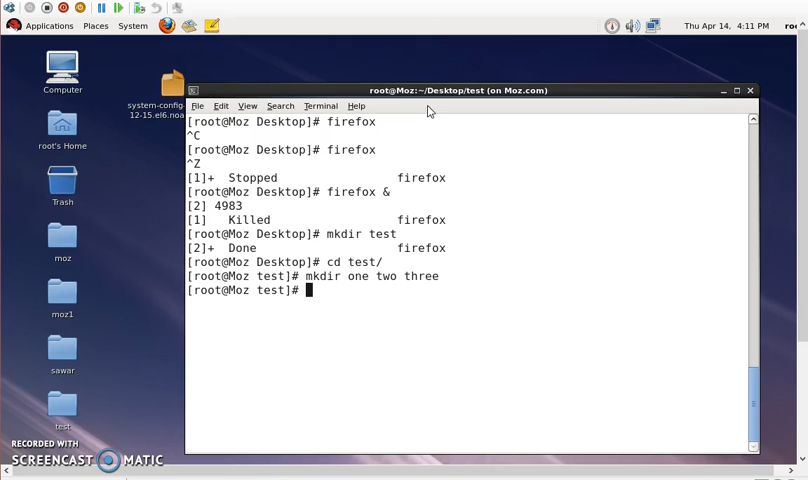 Applications Places System
Thu Apr 14, 4:11 PM
Computer
system-config-
12-15.el6.noa
root's Home
Trash
moz
moz1
sawar
test
root@Moz:~/Desktop/test (on Moz.com)
File Edit View Search Terminal Help
[root@Moz Desktop]# firefox
^C
[root@Moz Desktop]# firefox
^Z
[1]+ Stopped firefox
[root@Moz Desktop]# firefox &
[2] 4983
[1] Killed firefox
[root@Moz Desktop]# mkdir test
[2]+ Done firefox
[root@Moz Desktop]# cd test/
[root@Moz test]# mkdir one two three
[root@Moz test]#
RECORDED WITH
SCREENCAST MATIC